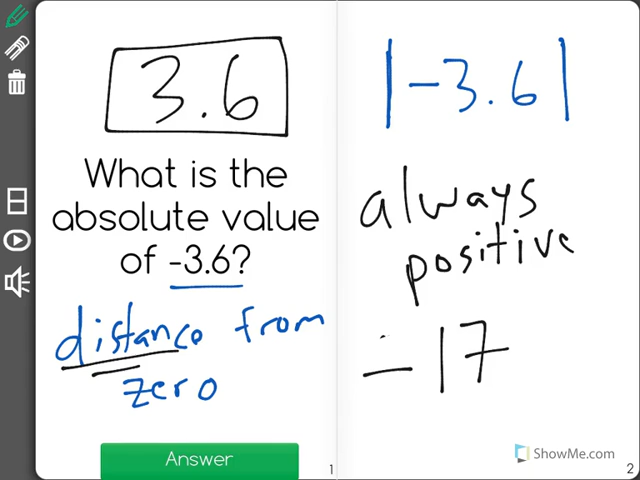 3.6
What is the
absolute value
of -3.6?
distance from
zero
Answer
1
|-3.6|
always
positive
-17
ShowMe.com
2